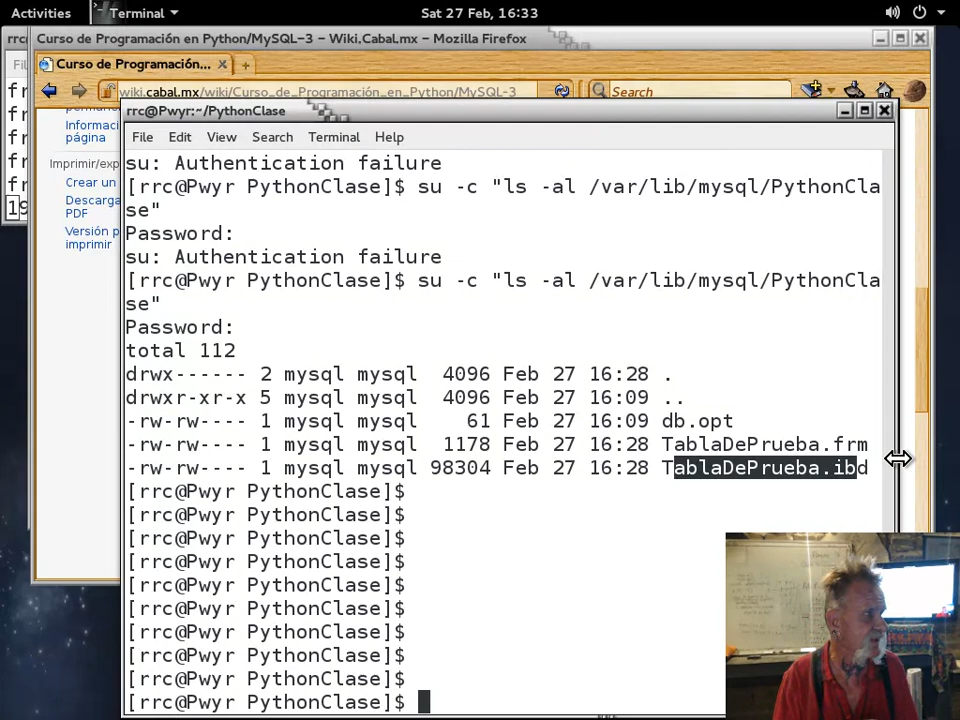 Activities
Terminal
Sat 27 Feb, 16:33
rrc
Curso de Programación en Python/MySQL-3 – Wiki.Cabal.mx – Mozilla Firefox
Curso de Programación...
wiki.cabal.mx/wiki/Curso_de_Programación_en_Python/MySQL-3
Search
Informaci
página
Imprimir/exp
Crear un
Descarga
PDF
Versión p
imprimir
fr
fr
fr
fr
19
rrc@Pwyr:~/PythonClase
File Edit View Search Terminal Help
su: Authentication failure
[rrc@Pwyr PythonClase]$ su -c "ls -al /var/lib/mysql/PythonCla
se"
Password:
su: Authentication failure
[rrc@Pwyr PythonClase]$ su -c "ls -al /var/lib/mysql/PythonCla
se"
Password:
total 112
drwx------ 2 mysql mysql  4096 Feb 27 16:28 .
drwxr-xr-x 5 mysql mysql  4096 Feb 27 16:09 ..
-rw-rw---- 1 mysql mysql    61 Feb 27 16:09 db.opt
-rw-rw---- 1 mysql mysql  1178 Feb 27 16:28 TablaDePrueba.frm
-rw-rw---- 1 mysql mysql 98304 Feb 27 16:28 TablaDePrueba.ibd
[rrc@Pwyr PythonClase]$
[rrc@Pwyr PythonClase]$
[rrc@Pwyr PythonClase]$
[rrc@Pwyr PythonClase]$
[rrc@Pwyr PythonClase]$
[rrc@Pwyr PythonClase]$
[rrc@Pwyr PythonClase]$
[rrc@Pwyr PythonClase]$
[rrc@Pwyr PythonClase]$
[rrc@Pwyr PythonClase]$